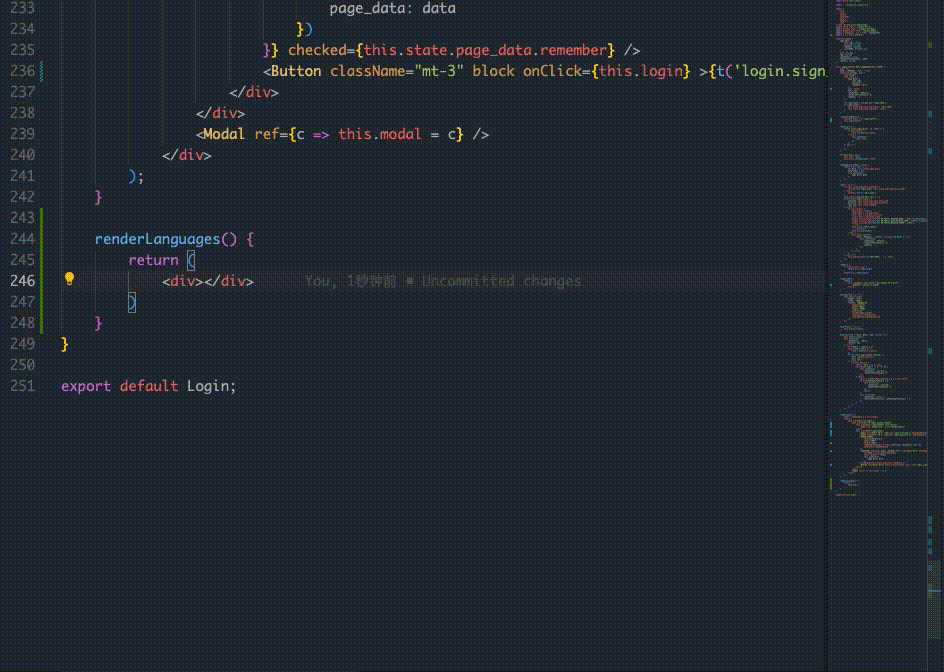 233 page_data: data
234 })
235 }} checked={this.state.page_data.remember} />
236 <Button className="mt-3" block onClick={this.login} >{t('login.sign
237 </div>
238 </div>
239 <Modal ref={c => this.modal = c} />
240 </div>
241 );
242 }
243
244 renderLanguages() {
245 return (
246 <div></div> You, 1秒钟前 • Uncommitted changes
247 )
248 }
249 }
250
251 export default Login;